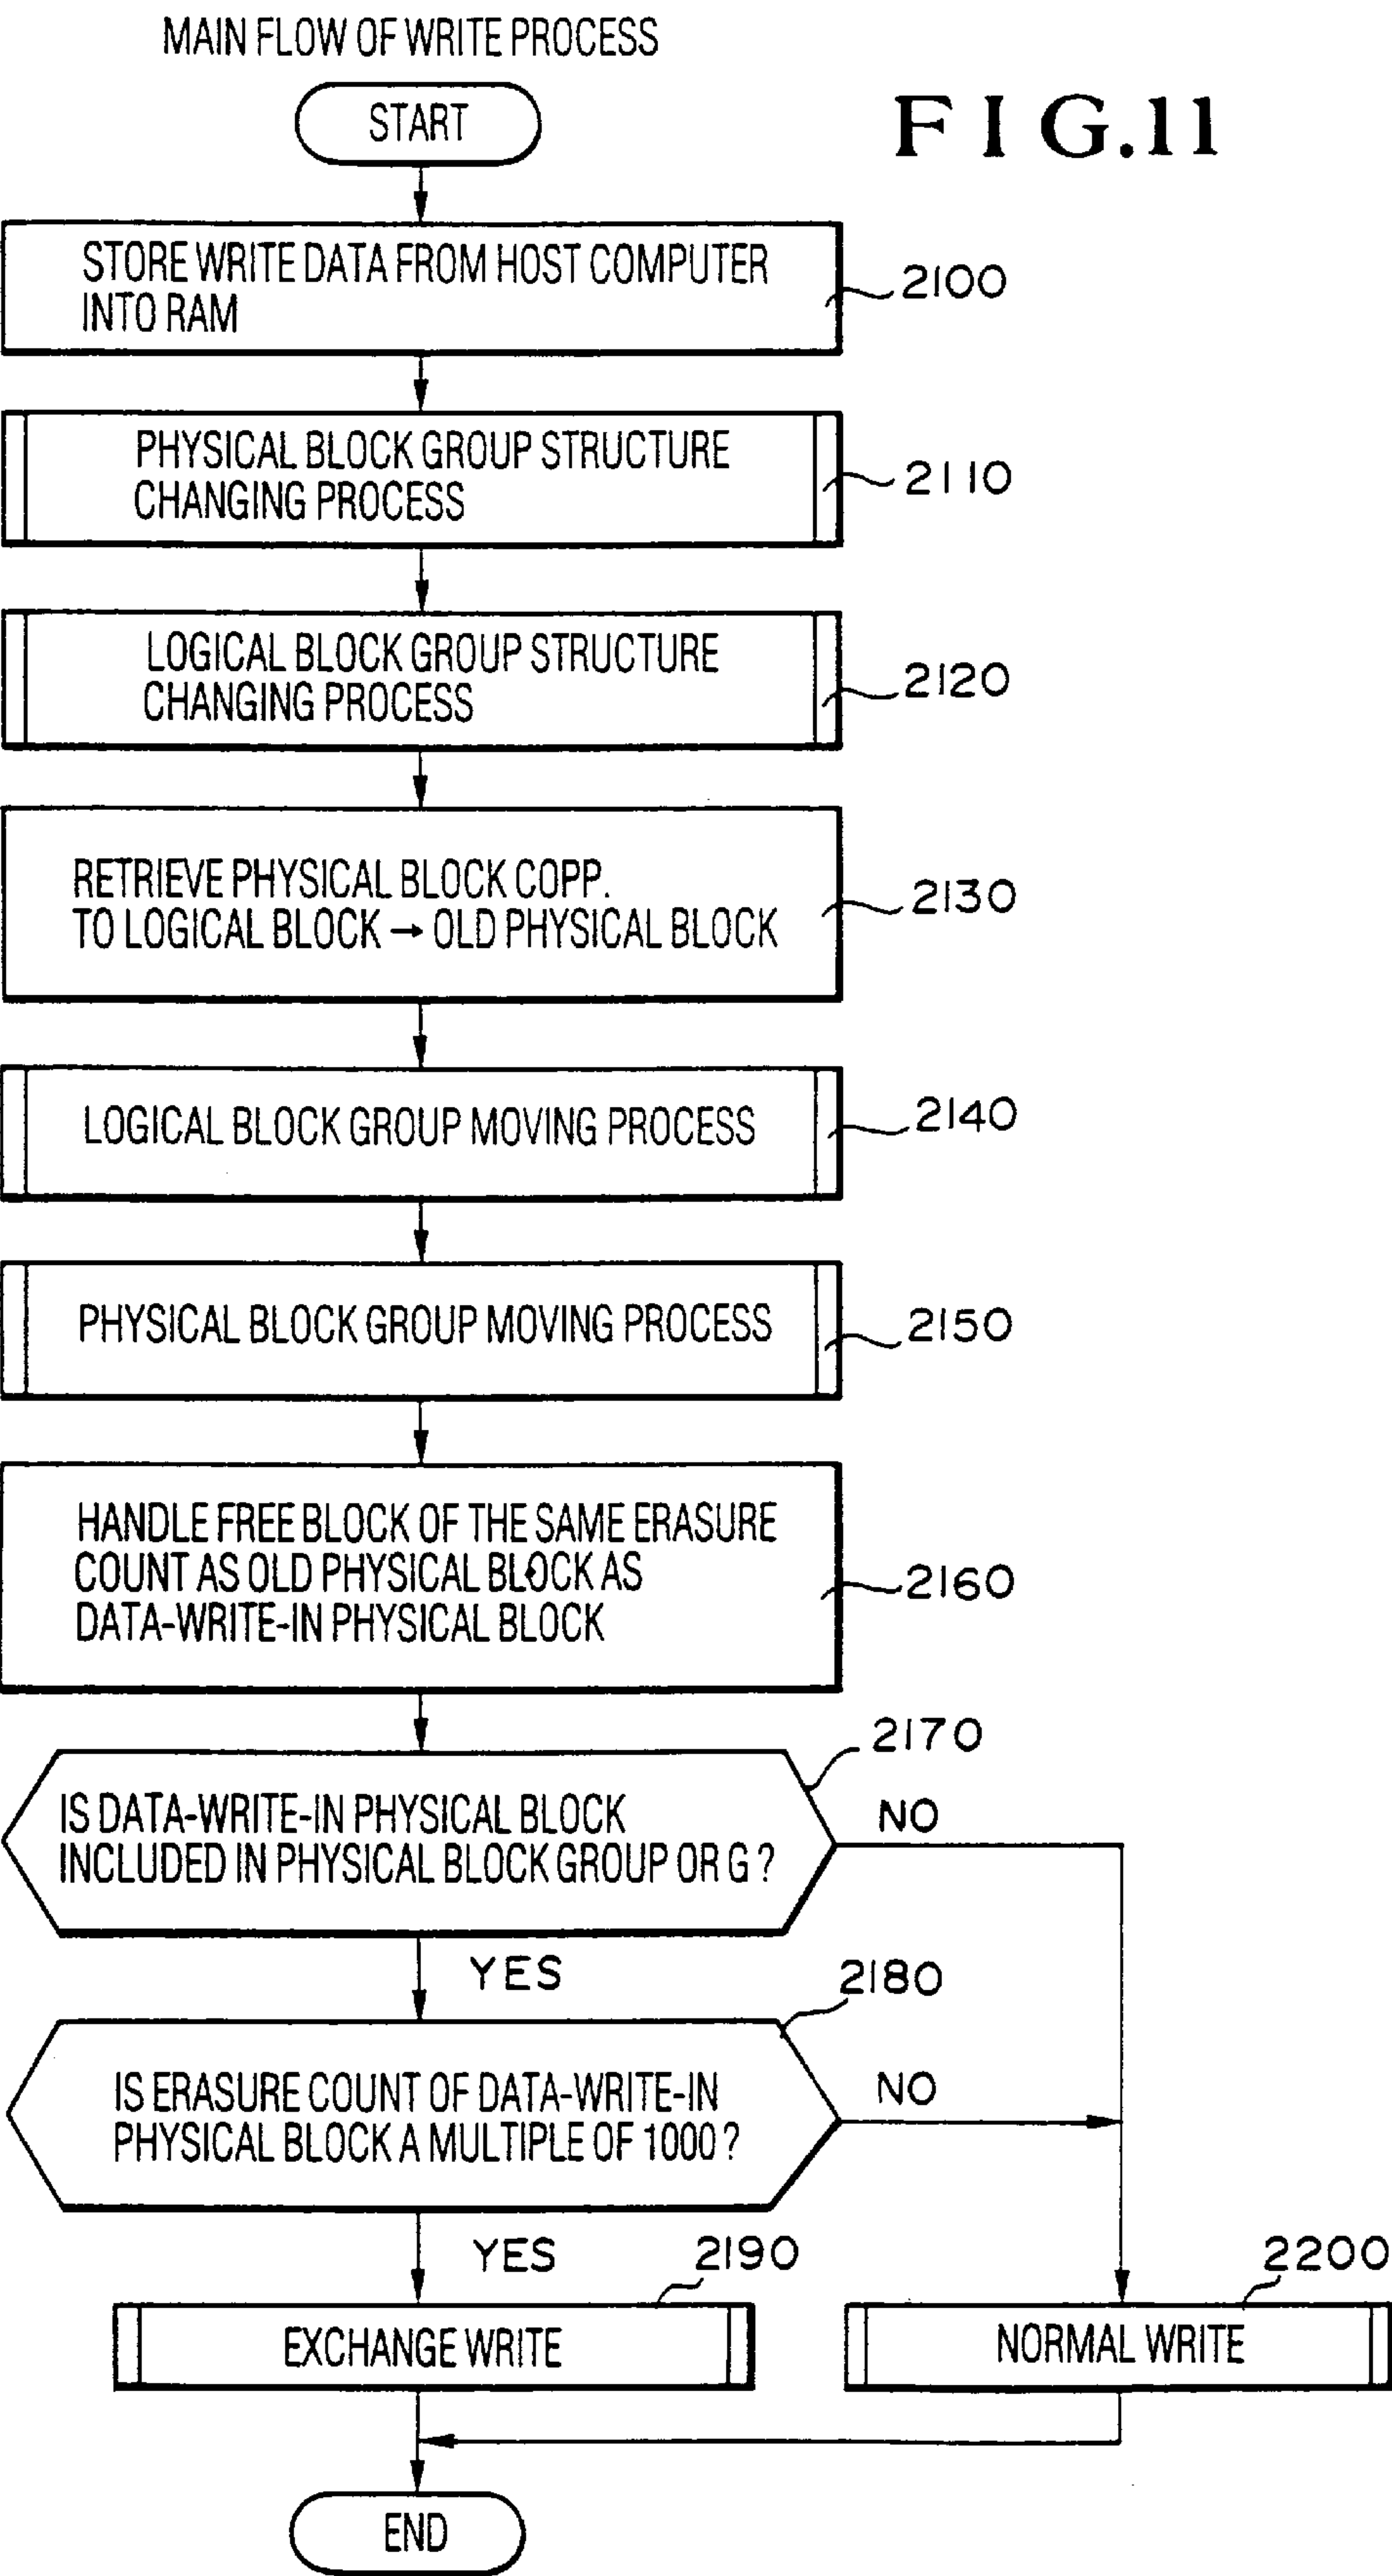 MAIN FLOW OF WRITE PROCESS
START
FIG.11
STORE WRITE DATA FROM HOST COMPUTER
INTO RAM
2100
PHYSICAL BLOCK GROUP STRUCTURE
CHANGING PROCESS
2110
LOGICAL BLOCK GROUP STRUCTURE
CHANGING PROCESS
2120
RETRIEVE PHYSICAL BLOCK COPP.
TO LOGICAL BLOCK → OLD PHYSICAL BLOCK
2130
LOGICAL BLOCK GROUP MOVING PROCESS
2140
PHYSICAL BLOCK GROUP MOVING PROCESS
2150
HANDLE FREE BLOCK OF THE SAME ERASURE
COUNT AS OLD PHYSICAL BLOCK AS
DATA-WRITE-IN PHYSICAL BLOCK
2160
2170
IS DATA-WRITE-IN PHYSICAL BLOCK
INCLUDED IN PHYSICAL BLOCK GROUP OR G?
NO
YES
2180
IS ERASURE COUNT OF DATA-WRITE-IN
PHYSICAL BLOCK A MULTIPLE OF 1000?
NO
YES
2190
2200
EXCHANGE WRITE
NORMAL WRITE
END